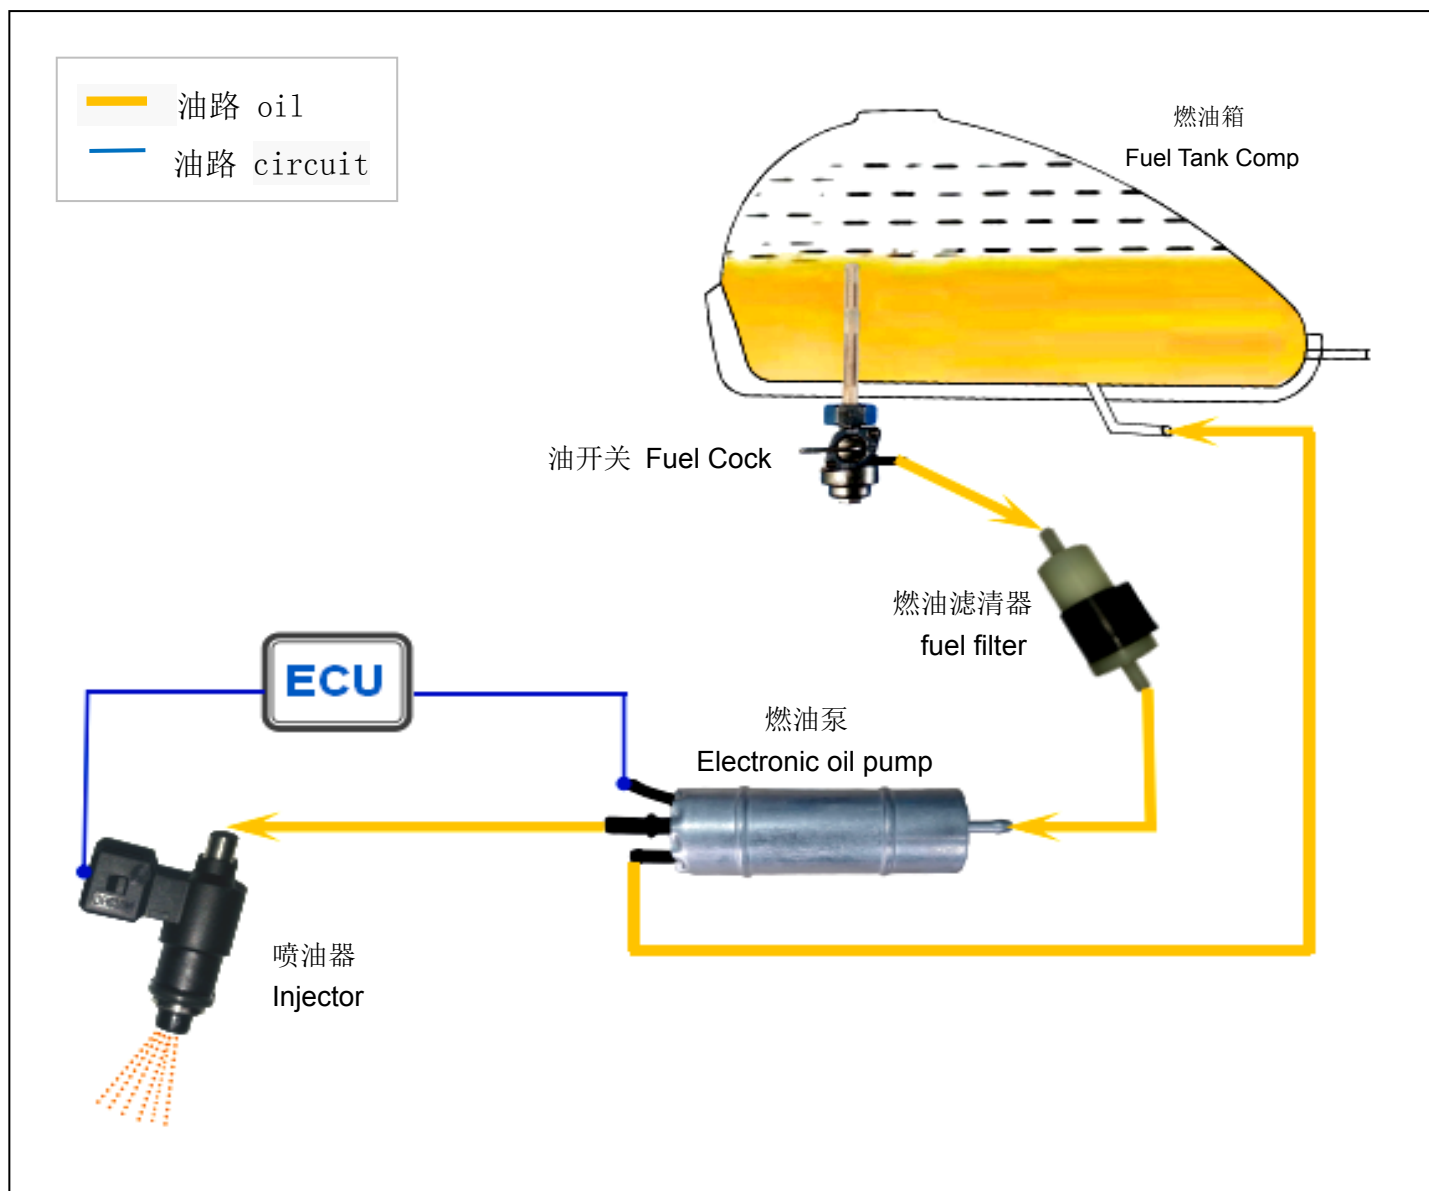 油路 oil
油路 circuit
燃油箱
Fuel Tank Comp
油开关 Fuel Cock
燃油滤清器
fuel filter
ECU
燃油泵
Electronic oil pump
喷油器
Injector